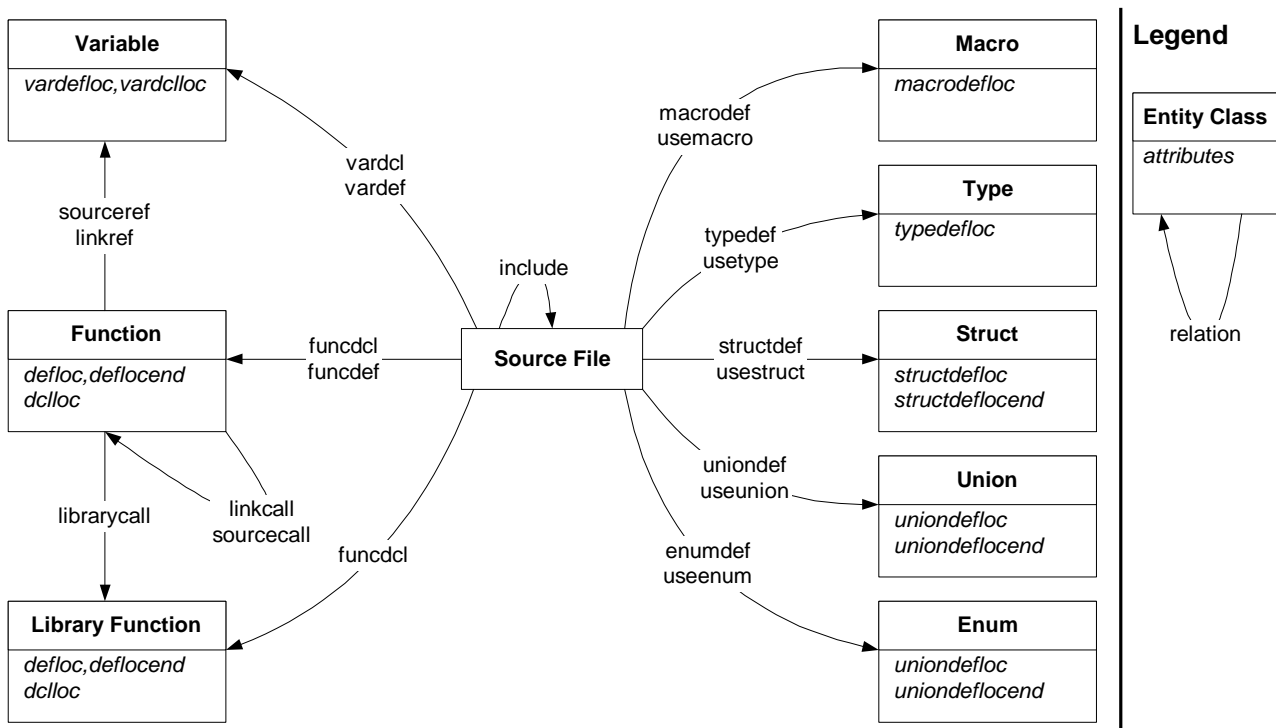 Variable
vardefloc,vardclloc
Macro
macrodefloc
Legend
Entity Class
attributes
relation
macrodef
usemacro
vardcl
vardef
Type
typedefloc
sourceref
linkref
typedef
usetype
include
Function
defloc,deflocend
dclloc
funcdcl
funcdef
Source File
structdef
usestruct
Struct
structdefloc
structdeflocend
linkcall
sourcecall
librarycall
uniondef
useunion
Union
uniondefloc
uniondeflocend
funcdcl
enumdef
useenum
Library Function
defloc,deflocend
dclloc
Enum
uniondefloc
uniondeflocend